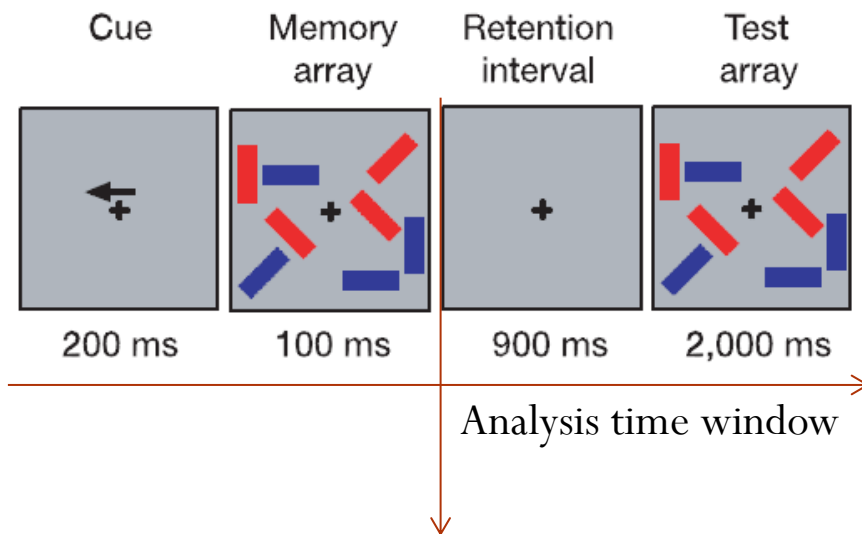 Cue
Memory array
Retention interval
Test array
200 ms
100 ms
900 ms
2,000 ms
Analysis time window